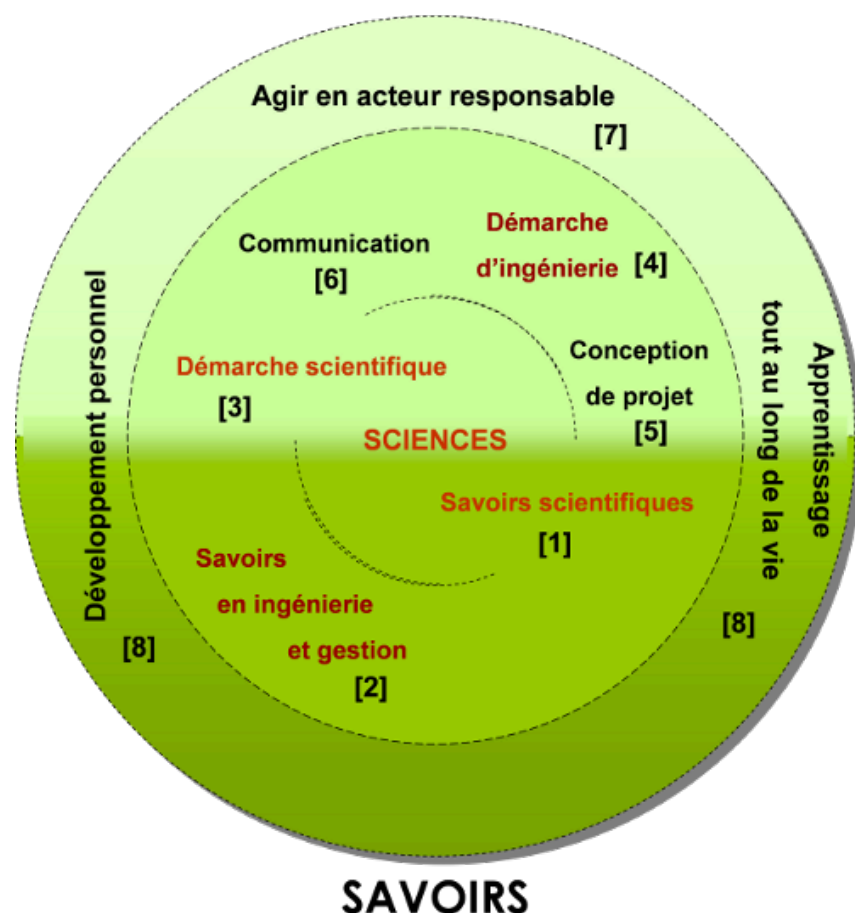 Agir en acteur responsable
[7]
Communication
[6]
Démarche
d'ingénierie [4]
Démarche scientifique
[3]
Conception
de projet
[5]
SCIENCES
Savoirs scientifiques
[1]
Savoirs
en ingénierie
et gestion
[2]
Développement personnel
[8]
Apprentissage
tout au long de la vie
[8]
SAVOIRS